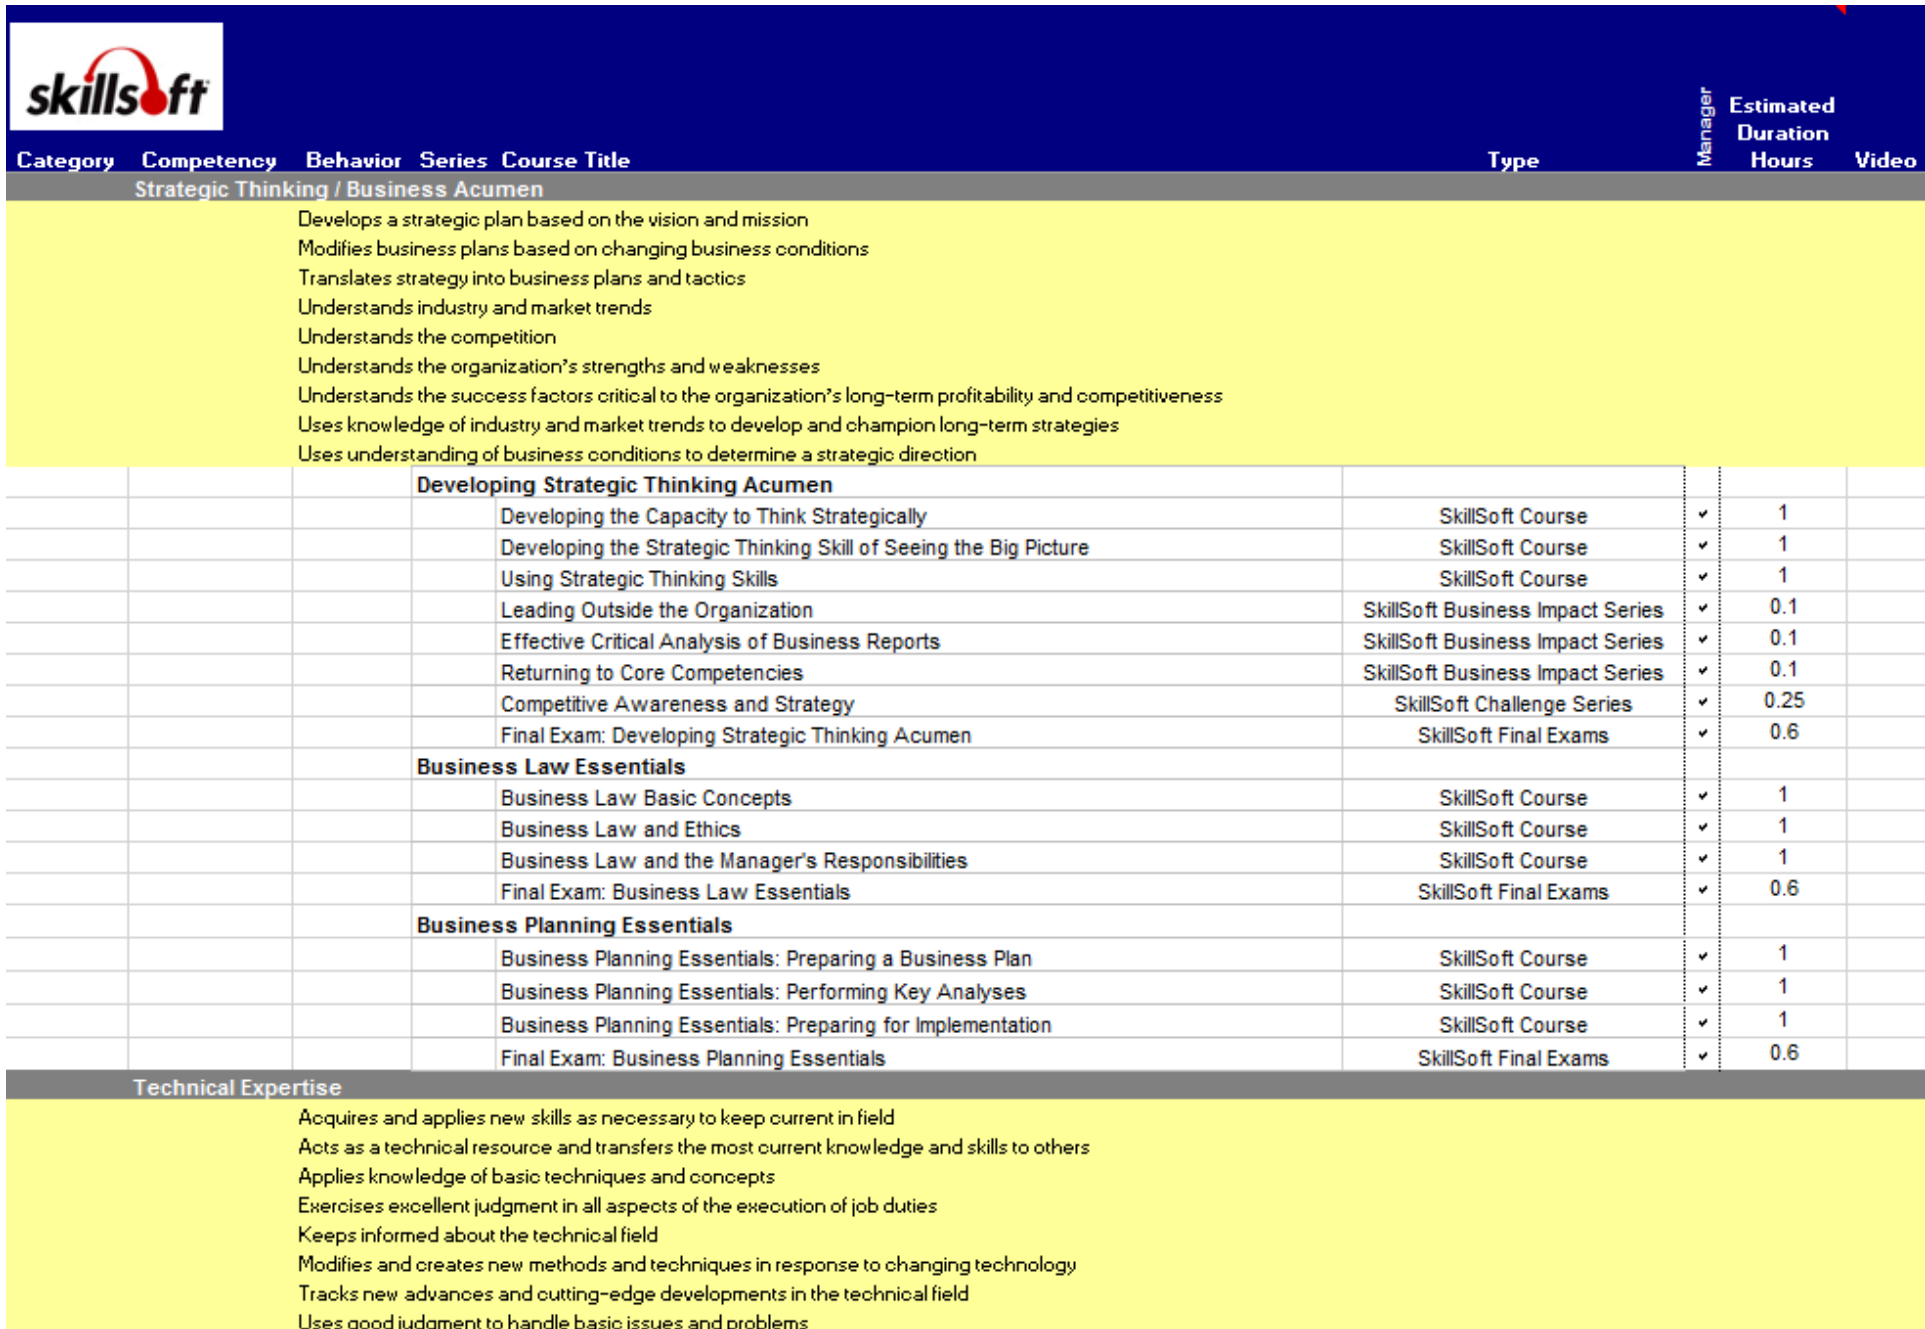 skillsoft
Category Competency Behavior Series Course Title Type Manager Estimated Duration Hours Video
Strategic Thinking / Business Acumen
Develops a strategic plan based on the vision and mission
Modifies business plans based on changing business conditions
Translates strategy into business plans and tactics
Understands industry and market trends
Understands the competition
Understands the organization's strengths and weaknesses
Understands the success factors critical to the organization's long-term profitability and competitiveness
Uses knowledge of industry and market trends to develop and champion long-term strategies
Uses understanding of business conditions to determine a strategic direction
Developing Strategic Thinking Acumen
Developing the Capacity to Think Strategically SkillSoft Course ✔ 1
Developing the Strategic Thinking Skill of Seeing the Big Picture SkillSoft Course ✔ 1
Using Strategic Thinking Skills SkillSoft Course ✔ 1
Leading Outside the Organization SkillSoft Business Impact Series ✔ 0.1
Effective Critical Analysis of Business Reports SkillSoft Business Impact Series ✔ 0.1
Returning to Core Competencies SkillSoft Business Impact Series ✔ 0.1
Competitive Awareness and Strategy SkillSoft Challenge Series ✔ 0.25
Final Exam: Developing Strategic Thinking Acumen SkillSoft Final Exams ✔ 0.6
Business Law Essentials
Business Law Basic Concepts SkillSoft Course ✔ 1
Business Law and Ethics SkillSoft Course ✔ 1
Business Law and the Manager's Responsibilities SkillSoft Course ✔ 1
Final Exam: Business Law Essentials SkillSoft Final Exams ✔ 0.6
Business Planning Essentials
Business Planning Essentials: Preparing a Business Plan SkillSoft Course ✔ 1
Business Planning Essentials: Performing Key Analyses SkillSoft Course ✔ 1
Business Planning Essentials: Preparing for Implementation SkillSoft Course ✔ 1
Final Exam: Business Planning Essentials SkillSoft Final Exams ✔ 0.6
Technical Expertise
Acquires and applies new skills as necessary to keep current in field
Acts as a technical resource and transfers the most current knowledge and skills to others
Applies knowledge of basic techniques and concepts
Exercises excellent judgment in all aspects of the execution of job duties
Keeps informed about the technical field
Modifies and creates new methods and techniques in response to changing technology
Tracks new advances and cutting-edge developments in the technical field
Uses good judgment to handle basic issues and problems